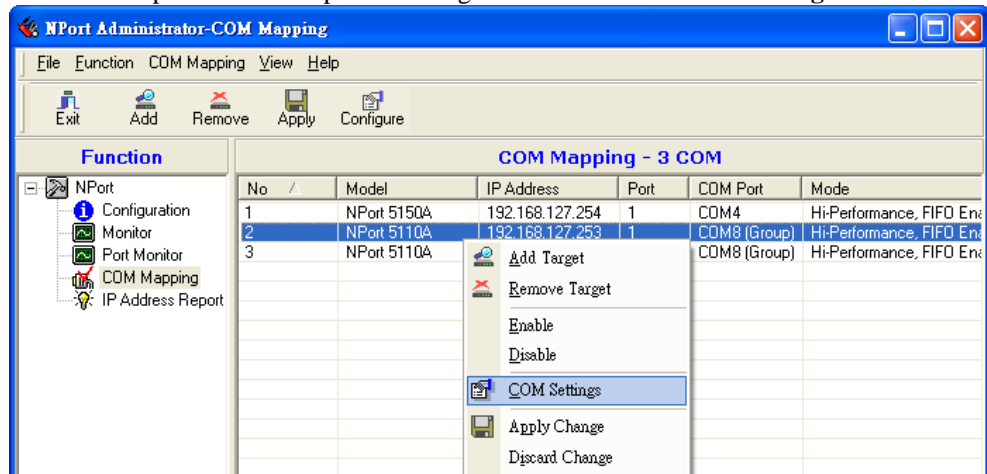 NPort Administrator-COM Mapping
File Function COM Mapping View Help
Exit Add Remove Apply Configure
Function
COM Mapping - 3 COM
No Model IP Address Port COM Port Mode
1 NPort 5150A 192.168.127.254 1 COM4 Hi-Performance, FIFO Ena
2 NPort 5110A 192.168.127.253 1 COM8 (Group) Hi-Performance, FIFO Ena
3 NPort 5110A COM8 (Group) Hi-Performance, FIFO Ena
NPort
Configuration
Monitor
Port Monitor
COM Mapping
IP Address Report
Add Target
Remove Target
Enable
Disable
COM Settings
Apply Change
Discard Change